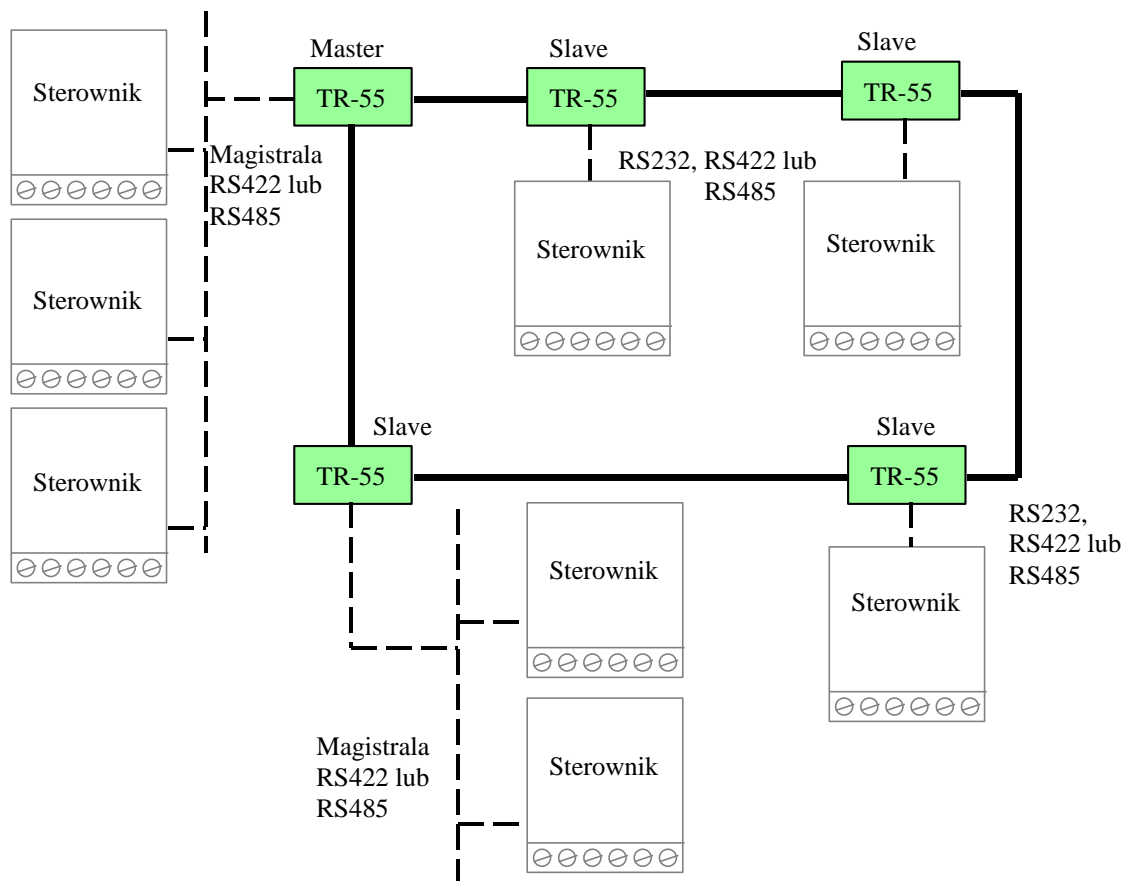 Master
Slave
Slave
Sterownik
TR-55
TR-55
TR-55
Magistrala
RS422 lub
RS485
RS232, RS422 lub
RS485
Sterownik
Sterownik
Sterownik
Slave
Slave
Sterownik
TR-55
TR-55
RS232,
RS422 lub
RS485
Sterownik
Sterownik
Magistrala
RS422 lub
RS485
Sterownik